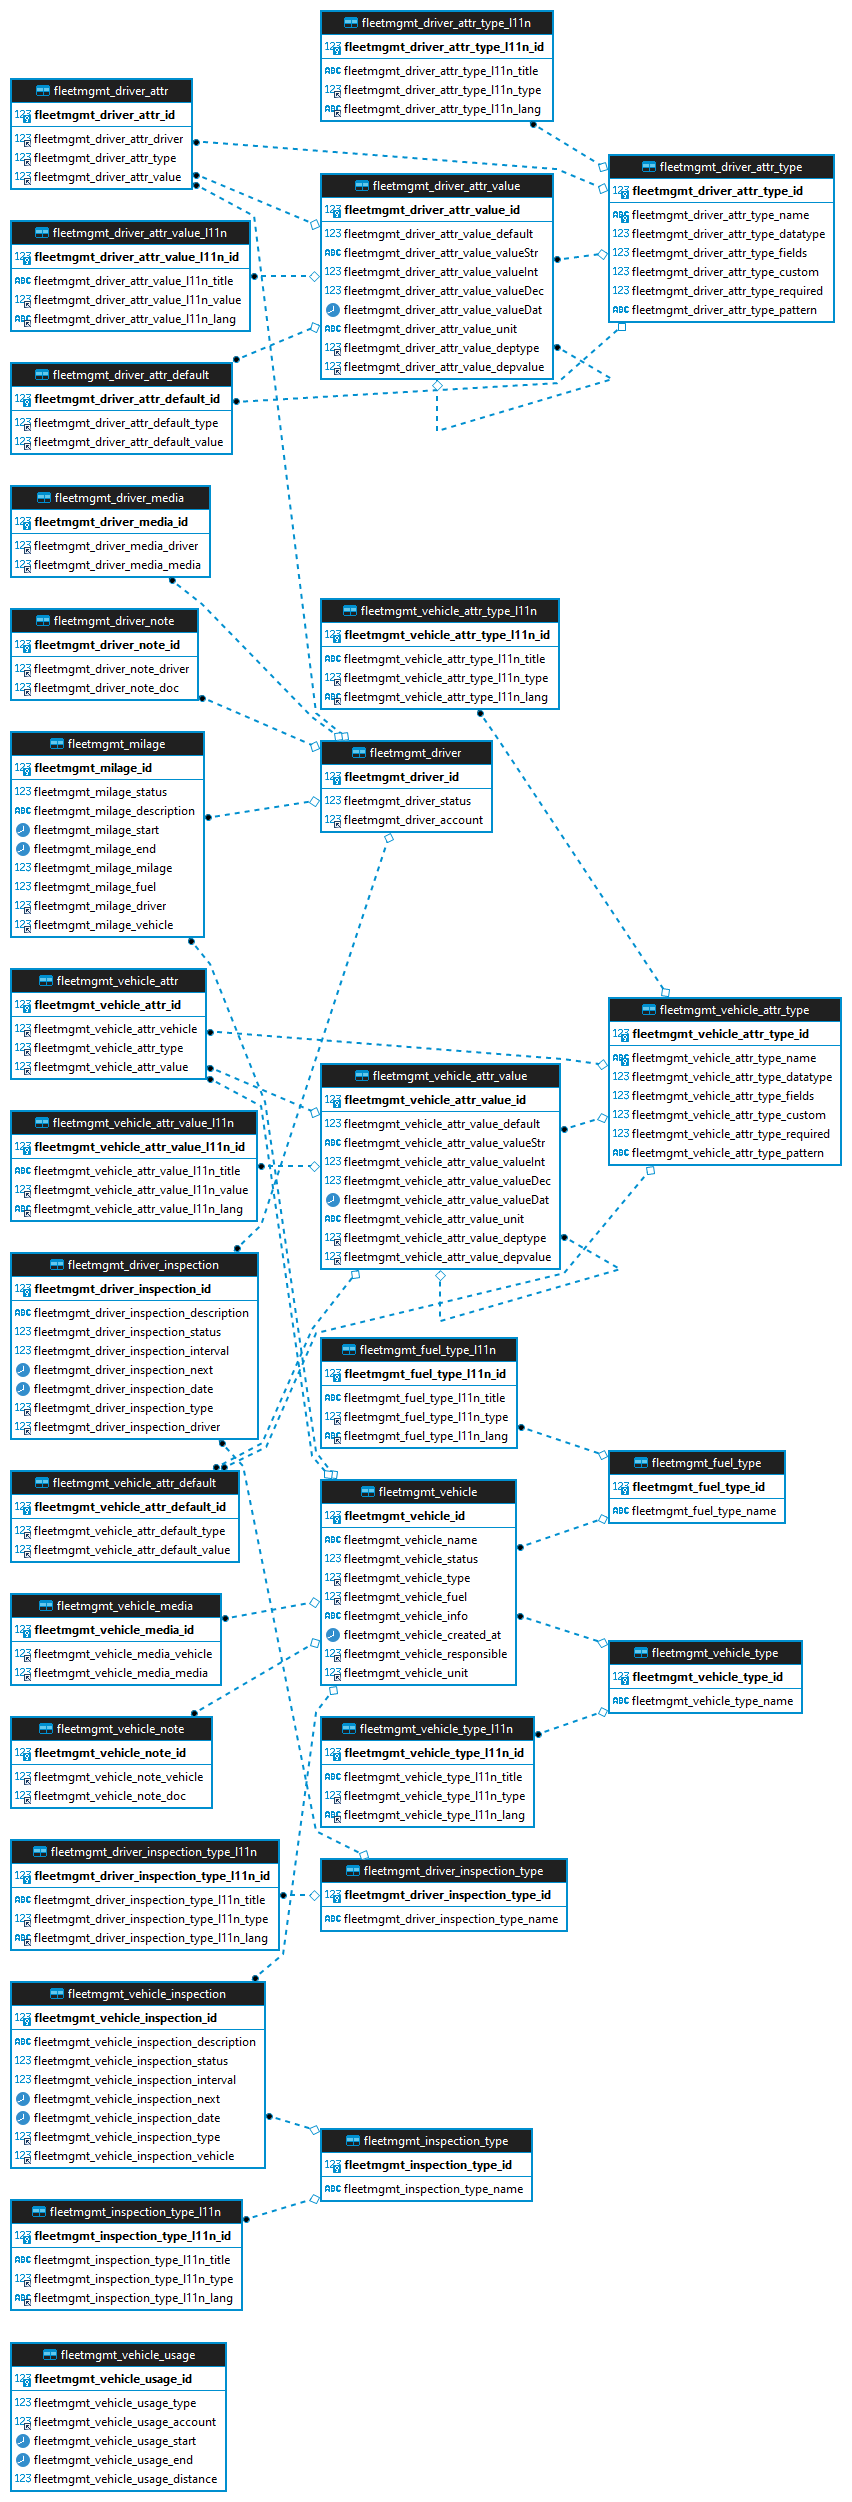 fleetmgmt_driver_attr_type_l11n
fleetmgmt_driver_attr_type_l11n_id
fleetmgmt_driver_attr_type_l11n_title
fleetmgmt_driver_attr_type_l11n_type
fleetmgmt_driver_attr_type_l11n_lang
fleetmgmt_driver_attr
fleetmgmt_driver_attr_id
fleetmgmt_driver_attr_driver
fleetmgmt_driver_attr_type
fleetmgmt_driver_attr_value
fleetmgmt_driver_attr_type
fleetmgmt_driver_attr_type_id
fleetmgmt_driver_attr_type_name
fleetmgmt_driver_attr_type_datatype
fleetmgmt_driver_attr_type_fields
fleetmgmt_driver_attr_type_custom
fleetmgmt_driver_attr_type_required
fleetmgmt_driver_attr_type_pattern
fleetmgmt_driver_attr_value
fleetmgmt_driver_attr_value_id
fleetmgmt_driver_attr_value_default
fleetmgmt_driver_attr_value_valueStr
fleetmgmt_driver_attr_value_valueInt
fleetmgmt_driver_attr_value_valueDec
fleetmgmt_driver_attr_value_valueDat
fleetmgmt_driver_attr_value_unit
fleetmgmt_driver_attr_value_deptype
fleetmgmt_driver_attr_value_depvalue
fleetmgmt_driver_attr_value_l11n
fleetmgmt_driver_attr_value_l11n_id
fleetmgmt_driver_attr_value_l11n_title
fleetmgmt_driver_attr_value_l11n_value
fleetmgmt_driver_attr_value_l11n_lang
fleetmgmt_driver_attr_default
fleetmgmt_driver_attr_default_id
fleetmgmt_driver_attr_default_type
fleetmgmt_driver_attr_default_value
fleetmgmt_driver_media
fleetmgmt_driver_media_id
fleetmgmt_driver_media_driver
fleetmgmt_driver_media_media
fleetmgmt_driver_note
fleetmgmt_driver_note_id
fleetmgmt_driver_note_driver
fleetmgmt_driver_note_doc
fleetmgmt_vehicle_attr_type_l11n
fleetmgmt_vehicle_attr_type_l11n_id
fleetmgmt_vehicle_attr_type_l11n_title
fleetmgmt_vehicle_attr_type_l11n_type
fleetmgmt_vehicle_attr_type_l11n_lang
fleetmgmt_milage
fleetmgmt_milage_id
fleetmgmt_milage_status
fleetmgmt_milage_description
fleetmgmt_milage_start
fleetmgmt_milage_end
fleetmgmt_milage_milage
fleetmgmt_milage_fuel
fleetmgmt_milage_driver
fleetmgmt_milage_vehicle
fleetmgmt_driver
fleetmgmt_driver_id
fleetmgmt_driver_status
fleetmgmt_driver_account
fleetmgmt_vehicle_attr
fleetmgmt_vehicle_attr_id
fleetmgmt_vehicle_attr_vehicle
fleetmgmt_vehicle_attr_type
fleetmgmt_vehicle_attr_value
fleetmgmt_vehicle_attr_type
fleetmgmt_vehicle_attr_type_id
fleetmgmt_vehicle_attr_type_name
fleetmgmt_vehicle_attr_type_datatype
fleetmgmt_vehicle_attr_type_fields
fleetmgmt_vehicle_attr_type_custom
fleetmgmt_vehicle_attr_type_required
fleetmgmt_vehicle_attr_type_pattern
fleetmgmt_vehicle_attr_value
fleetmgmt_vehicle_attr_value_id
fleetmgmt_vehicle_attr_value_default
fleetmgmt_vehicle_attr_value_valueStr
fleetmgmt_vehicle_attr_value_valueInt
fleetmgmt_vehicle_attr_value_valueDec
fleetmgmt_vehicle_attr_value_valueDat
fleetmgmt_vehicle_attr_value_unit
fleetmgmt_vehicle_attr_value_deptype
fleetmgmt_vehicle_attr_value_depvalue
fleetmgmt_vehicle_attr_value_l11n
fleetmgmt_vehicle_attr_value_l11n_id
fleetmgmt_vehicle_attr_value_l11n_title
fleetmgmt_vehicle_attr_value_l11n_value
fleetmgmt_vehicle_attr_value_l11n_lang
fleetmgmt_driver_inspection
fleetmgmt_driver_inspection_id
fleetmgmt_driver_inspection_description
fleetmgmt_driver_inspection_status
fleetmgmt_driver_inspection_interval
fleetmgmt_driver_inspection_next
fleetmgmt_driver_inspection_date
fleetmgmt_driver_inspection_type
fleetmgmt_driver_inspection_driver
fleetmgmt_fuel_type_l11n
fleetmgmt_fuel_type_l11n_id
fleetmgmt_fuel_type_l11n_title
fleetmgmt_fuel_type_l11n_type
fleetmgmt_fuel_type_l11n_lang
fleetmgmt_fuel_type
fleetmgmt_fuel_type_id
fleetmgmt_fuel_type_name
fleetmgmt_vehicle_attr_default
fleetmgmt_vehicle_attr_default_id
fleetmgmt_vehicle_attr_default_type
fleetmgmt_vehicle_attr_default_value
fleetmgmt_vehicle
fleetmgmt_vehicle_id
fleetmgmt_vehicle_name
fleetmgmt_vehicle_status
fleetmgmt_vehicle_type
fleetmgmt_vehicle_fuel
fleetmgmt_vehicle_info
fleetmgmt_vehicle_created_at
fleetmgmt_vehicle_responsible
fleetmgmt_vehicle_unit
fleetmgmt_vehicle_media
fleetmgmt_vehicle_media_id
fleetmgmt_vehicle_media_vehicle
fleetmgmt_vehicle_media_media
fleetmgmt_vehicle_type
fleetmgmt_vehicle_type_id
fleetmgmt_vehicle_type_name
fleetmgmt_vehicle_note
fleetmgmt_vehicle_note_id
fleetmgmt_vehicle_note_vehicle
fleetmgmt_vehicle_note_doc
fleetmgmt_vehicle_type_l11n
fleetmgmt_vehicle_type_l11n_id
fleetmgmt_vehicle_type_l11n_title
fleetmgmt_vehicle_type_l11n_type
fleetmgmt_vehicle_type_l11n_lang
fleetmgmt_driver_inspection_type_l11n
fleetmgmt_driver_inspection_type_l11n_id
fleetmgmt_driver_inspection_type_l11n_title
fleetmgmt_driver_inspection_type_l11n_type
fleetmgmt_driver_inspection_type_l11n_lang
fleetmgmt_driver_inspection_type
fleetmgmt_driver_inspection_type_id
fleetmgmt_driver_inspection_type_name
fleetmgmt_vehicle_inspection
fleetmgmt_vehicle_inspection_id
fleetmgmt_vehicle_inspection_description
fleetmgmt_vehicle_inspection_status
fleetmgmt_vehicle_inspection_interval
fleetmgmt_vehicle_inspection_next
fleetmgmt_vehicle_inspection_date
fleetmgmt_vehicle_inspection_type
fleetmgmt_vehicle_inspection_vehicle
fleetmgmt_inspection_type
fleetmgmt_inspection_type_id
fleetmgmt_inspection_type_name
fleetmgmt_inspection_type_l11n
fleetmgmt_inspection_type_l11n_id
fleetmgmt_inspection_type_l11n_title
fleetmgmt_inspection_type_l11n_type
fleetmgmt_inspection_type_l11n_lang
fleetmgmt_vehicle_usage
fleetmgmt_vehicle_usage_id
fleetmgmt_vehicle_usage_type
fleetmgmt_vehicle_usage_account
fleetmgmt_vehicle_usage_start
fleetmgmt_vehicle_usage_end
fleetmgmt_vehicle_usage_distance